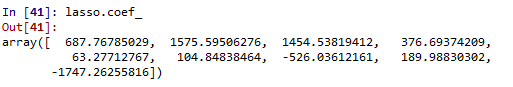 In [41]: lasso.coef_
Out[41]:
array([  687.76785029,  1575.59506276,  1454.53819412,   376.69374209,
          63.27712767,   104.84838464,  -526.03612161,   189.98830302,
       -1747.26255816])